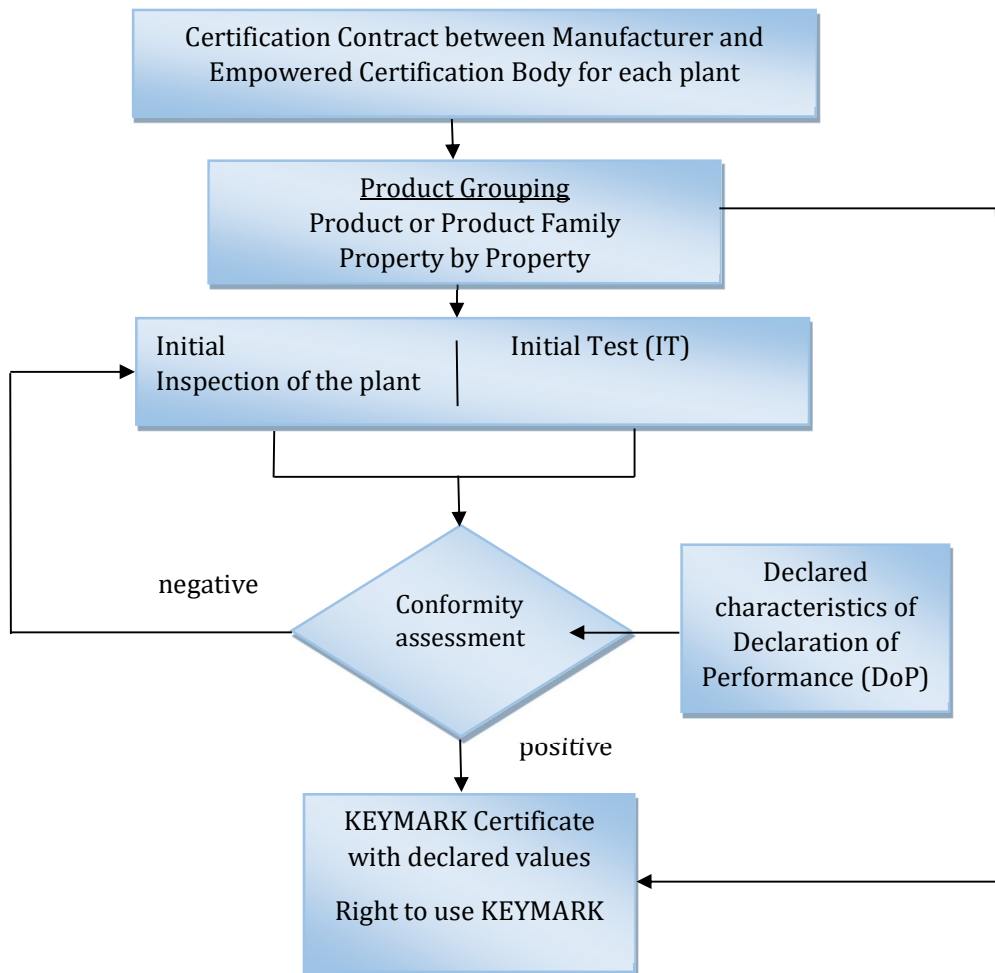 Certification Contract between Manufacturer and
Empowered Certification Body for each plant
Product Grouping
Product or Product Family
Property by Property
Initial
Inspection of the plant
Initial Test (IT)
negative
Conformity
assessment
Declared
characteristics of
Declaration of
Performance (DoP)
positive
KEYMARK Certificate
with declared values
Right to use KEYMARK